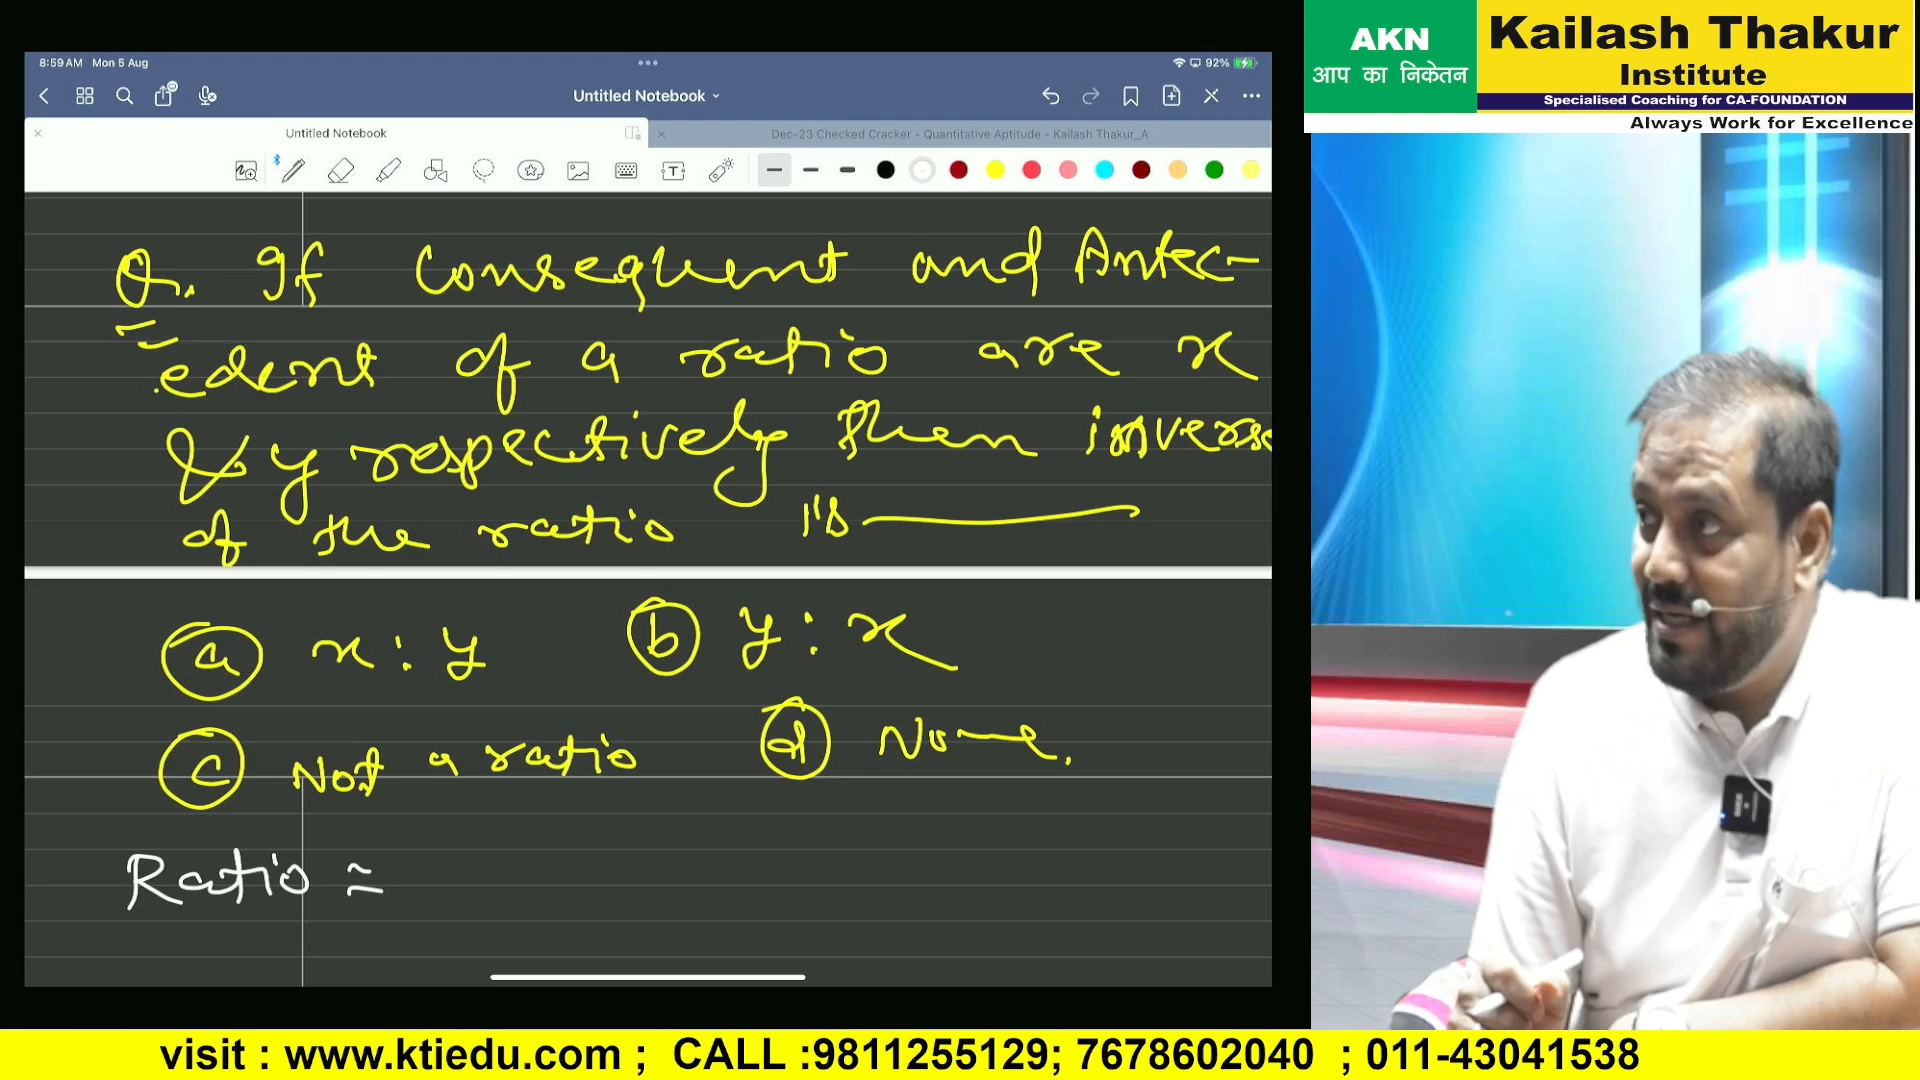 AKN
आप का निकेतन
Kailash Thakur
Institute
Specialised Coaching for CA-FOUNDATION
Always Work for Excellence
8:59 AM Mon 5 Aug
92%
Untitled Notebook
Untitled Notebook
Dec-23 Checked Cracker - Quantitative Aptitude - Kailash Thakur_A
Q. If Consequent and Antec-
edent of a ratio are x
& y respectively then inverse
of the ratio is
a x : y b y : x
c Not a ratio d None.
Ratio =
visit : www.ktiedu.com ; CALL :9811255129; 7678602040 ; 011-43041538